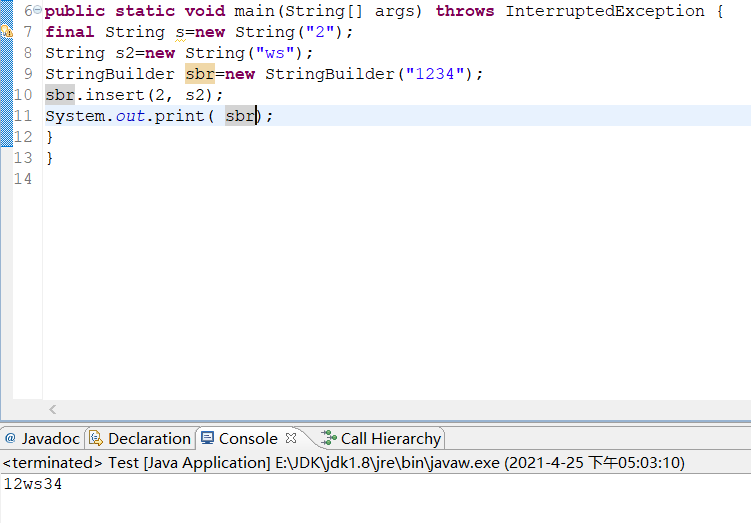 6 public static void main(String[] args) throws InterruptedException {
7 final String s=new String("2");
8 String s2=new String("ws");
9 StringBuilder sbr=new StringBuilder("1234");
10 sbr.insert(2, s2);
11 System.out.print( sbr);
12 }
13 }
14
@ Javadoc Declaration Console Call Hierarchy
<terminated> Test [Java Application] E:\JDK\jdk1.8\jre\bin\javaw.exe (2021-4-25 下午05:03:10)
12ws34